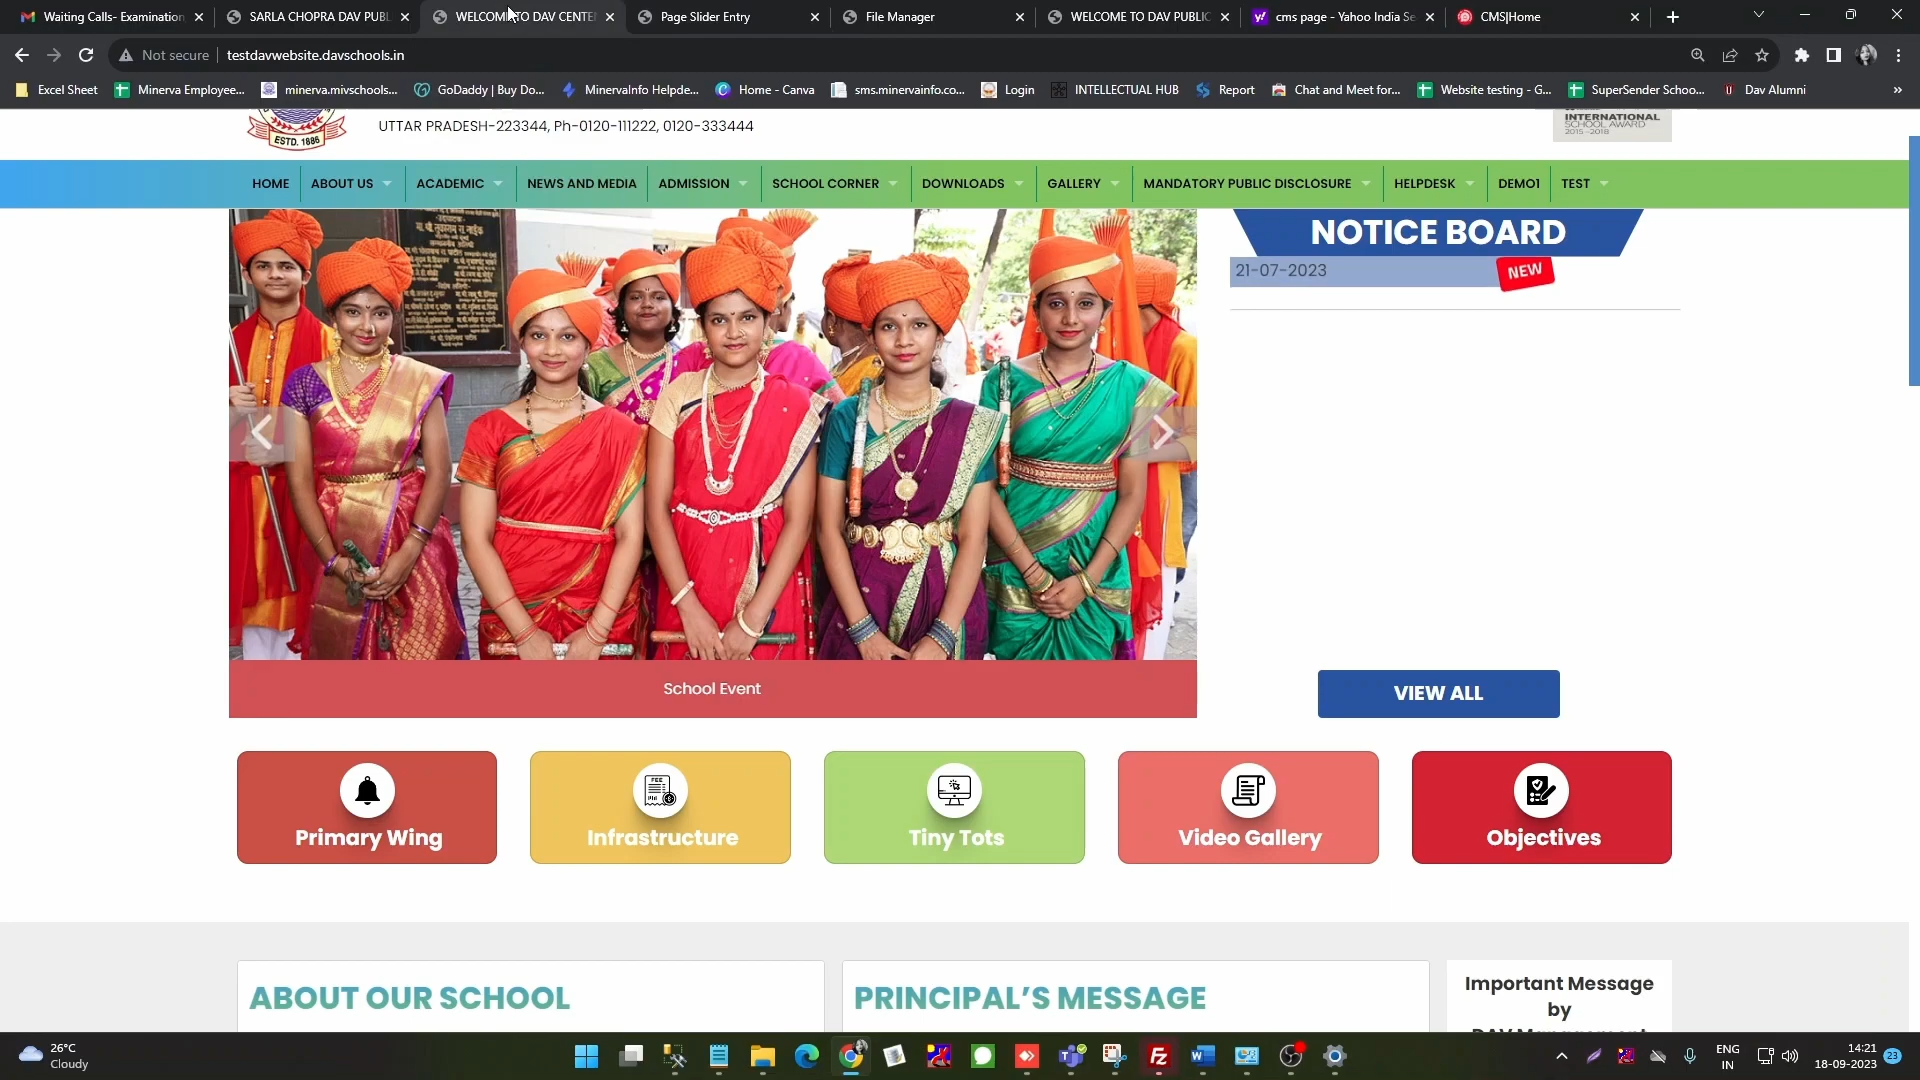 Waiting Calls- Examination
SARLA CHOPRA DAV PUBL
WELCOME TO DAV CENTE
Page Slider Entry
File Manager
WELCOME TO DAV PUBLIC
cms page - Yahoo India Se
CMS|Home
Not secure
testdavwebsite.davschools.in
Excel Sheet
Minerva Employee...
minerva.mivschools...
GoDaddy | Buy Do...
MinervaInfo Helpde...
Home - Canva
sms.minervainfo.co...
Login
INTELLECTUAL HUB
Report
Chat and Meet for...
Website testing - G...
SuperSender Schoo...
Dav Alumni
»
ESTD. 1886
UTTAR PRADESH-223344, Ph-0120-111222, 0120-333444
INTERNATIONAL
SCHOOL AWARD
2015-2018
HOME
ABOUT US
ACADEMIC
NEWS AND MEDIA
ADMISSION
SCHOOL CORNER
DOWNLOADS
GALLERY
MANDATORY PUBLIC DISCLOSURE
HELPDESK
DEMO1
TEST
NOTICE BOARD
21-07-2023
NEW
VIEW ALL
School Event
Primary Wing
Infrastructure
Tiny Tots
Video Gallery
Objectives
ABOUT OUR SCHOOL
PRINCIPAL'S MESSAGE
Important Message
by
DAV Management
26°C
Cloudy
ENG
IN
14:21
18-09-2023
23